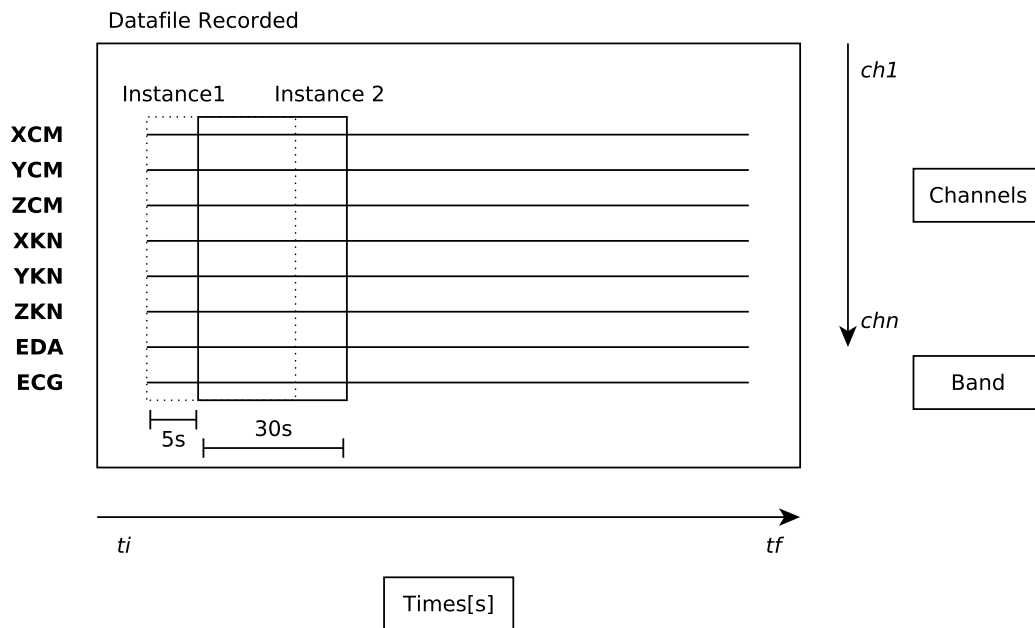 Datafile Recorded
ch1
Instance1 Instance 2
XCM
YCM
Channels
ZCM
XKN
YKN
ZKN
chn
EDA
ECG
Band
5s
30s
ti
tf
Times[s]